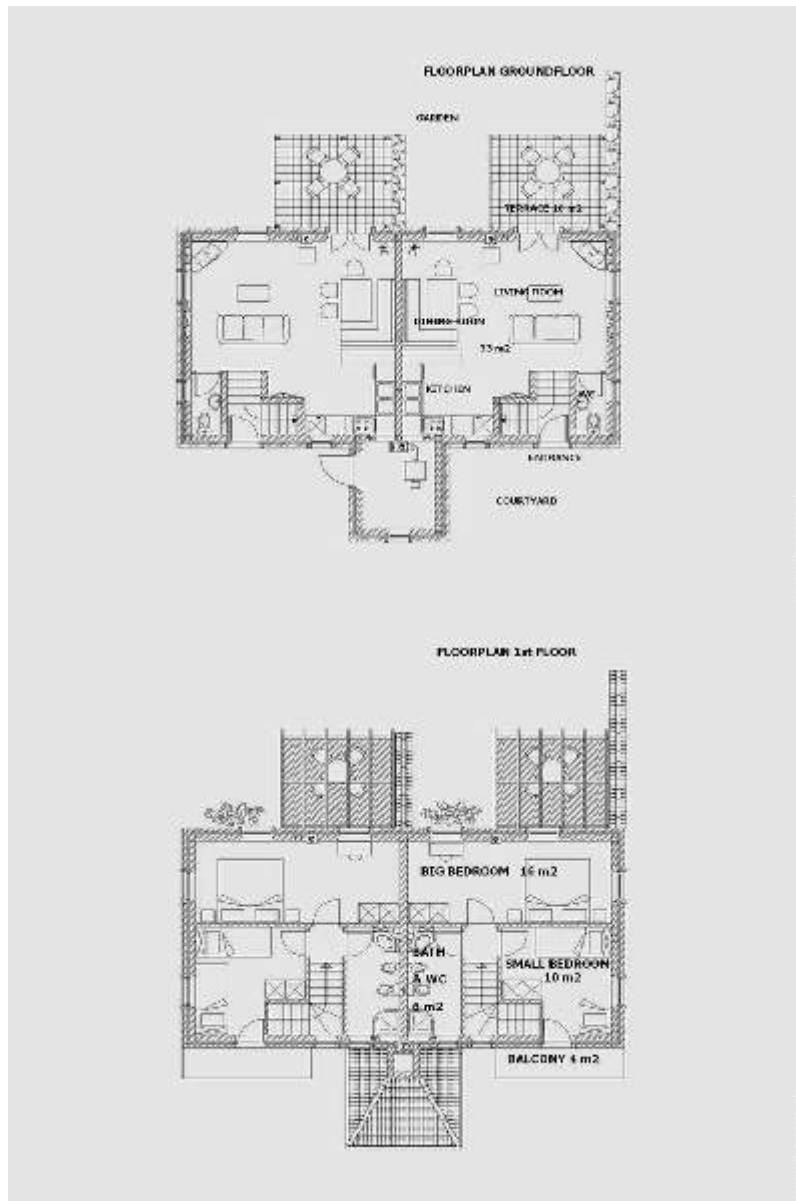 FLOORPLAN GROUNDFLOOR
GARDEN
TERRACE 10 m2
LIVING ROOM
DINING ROOM
33 m2
KITCHEN
WC
ENTRANCE
COURTYARD
FLOORPLAN 1st FLOOR
BIG BEDROOM 16 m2
BATH
& WC
6 m2
SMALL BEDROOM
10 m2
BALCONY 4 m2